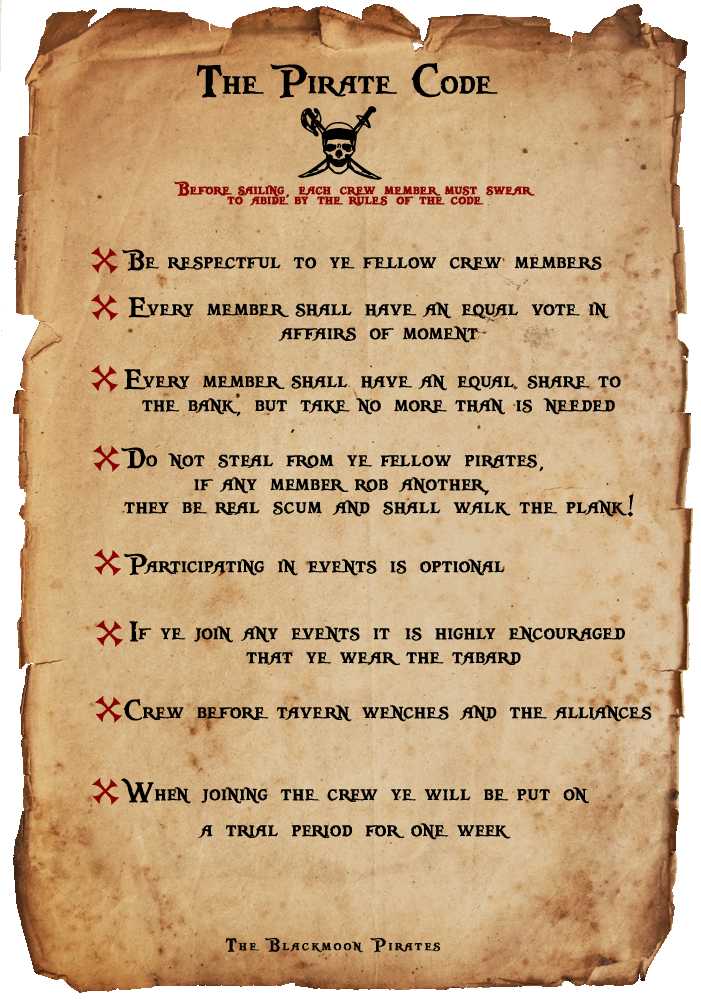 The Pirate Code
Before sailing, each crew member must swear
to abide by the rules of the code
Be respectful to ye fellow crew members
Every member shall have an equal vote in
affairs of moment
Every member shall have an equal share to
the bank, but take no more than is needed
Do not steal from ye fellow pirates,
if any member rob another,
they be real scum and shall walk the plank!
Participating in events is optional
If ye join any events it is highly encouraged
that ye wear the tabard
Crew before tavern wenches and the alliances
When joining the crew ye will be put on
a trial period for one week
The Blackmoon Pirates